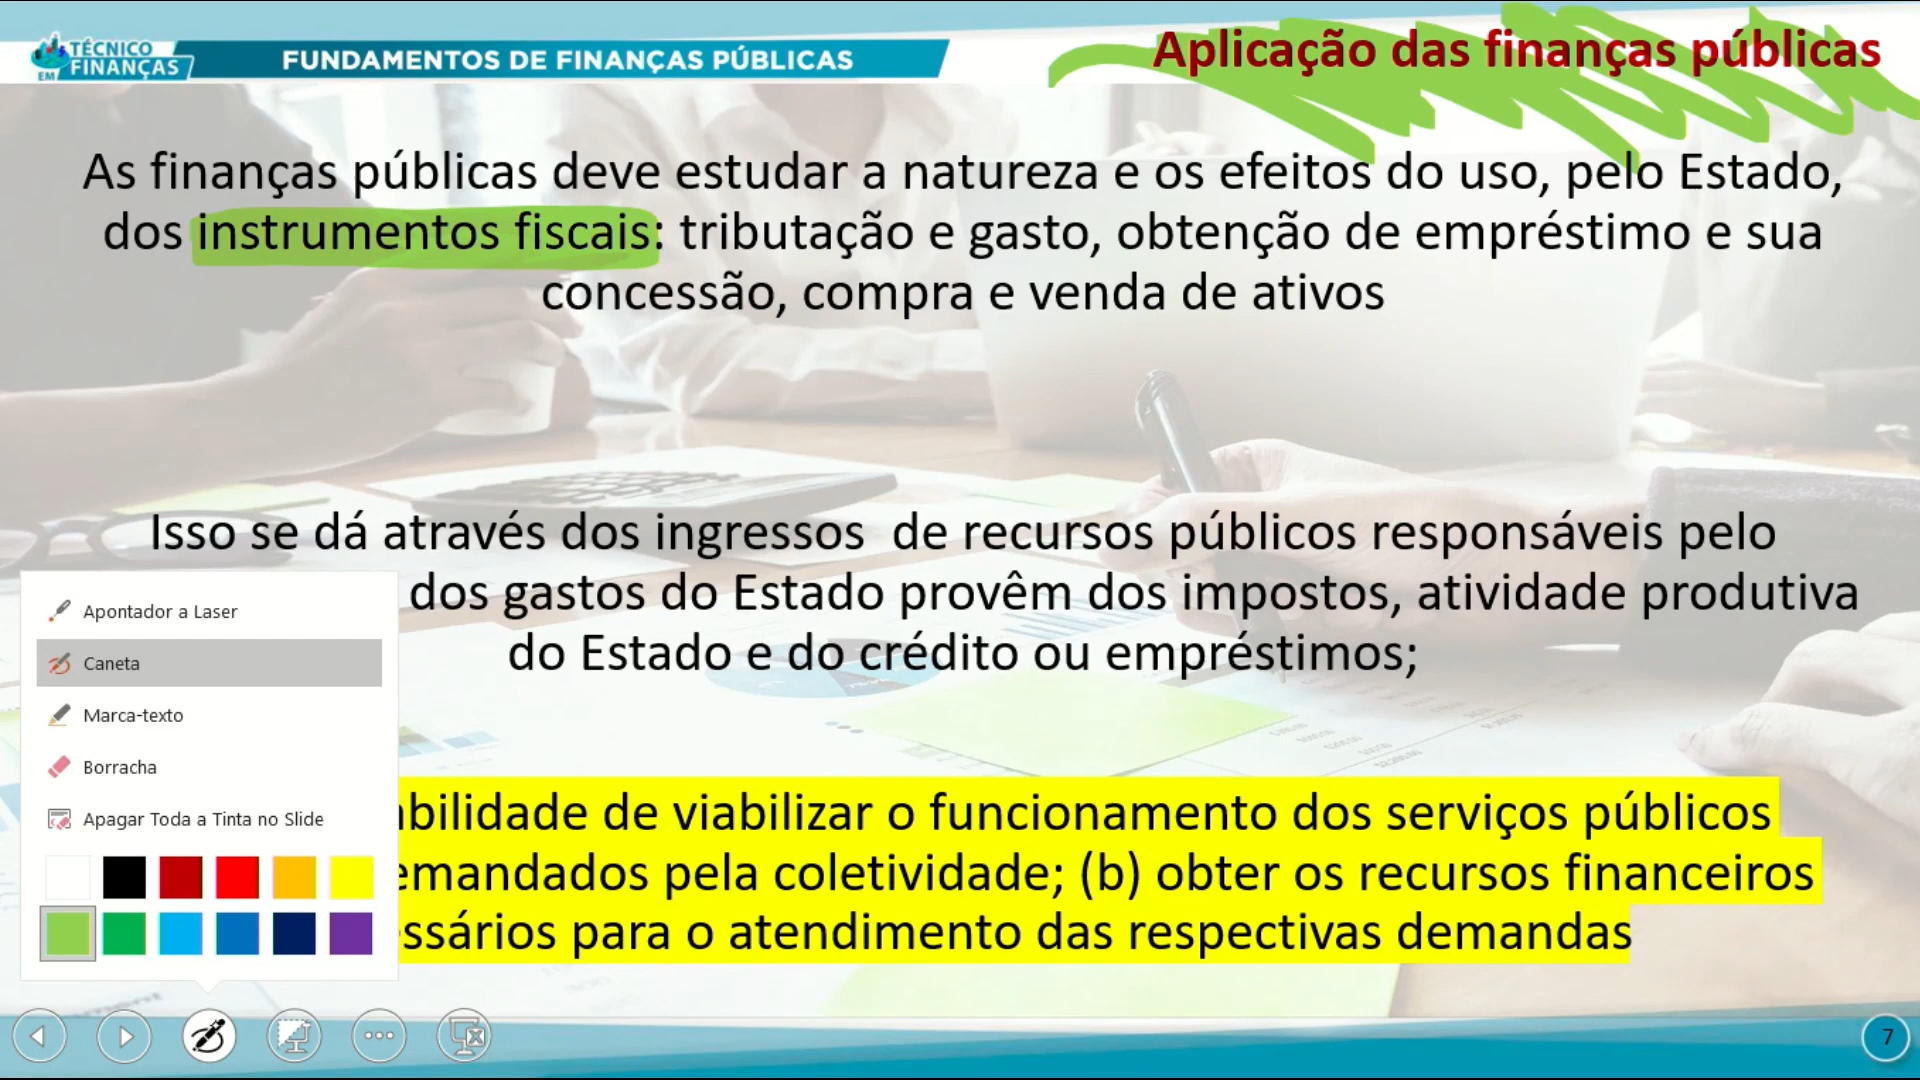 TÉCNICO
EM FINANÇAS
FUNDAMENTOS DE FINANÇAS PÚBLICAS
Aplicação das finanças públicas
As finanças públicas deve estudar a natureza e os efeitos do uso, pelo Estado,
dos instrumentos fiscais: tributação e gasto, obtenção de empréstimo e sua
concessão, compra e venda de ativos
Isso se dá através dos ingressos de recursos públicos responsáveis pelo
dos gastos do Estado provêm dos impostos, atividade produtiva
do Estado e do crédito ou empréstimos;
de viabilizar o funcionamento dos serviços públicos
pela coletividade; (b) obter os recursos financeiros
para o atendimento das respectivas demandas
Apontador a Laser
Caneta
Marca-texto
Borracha
Apagar Toda a Tinta no Slide
7